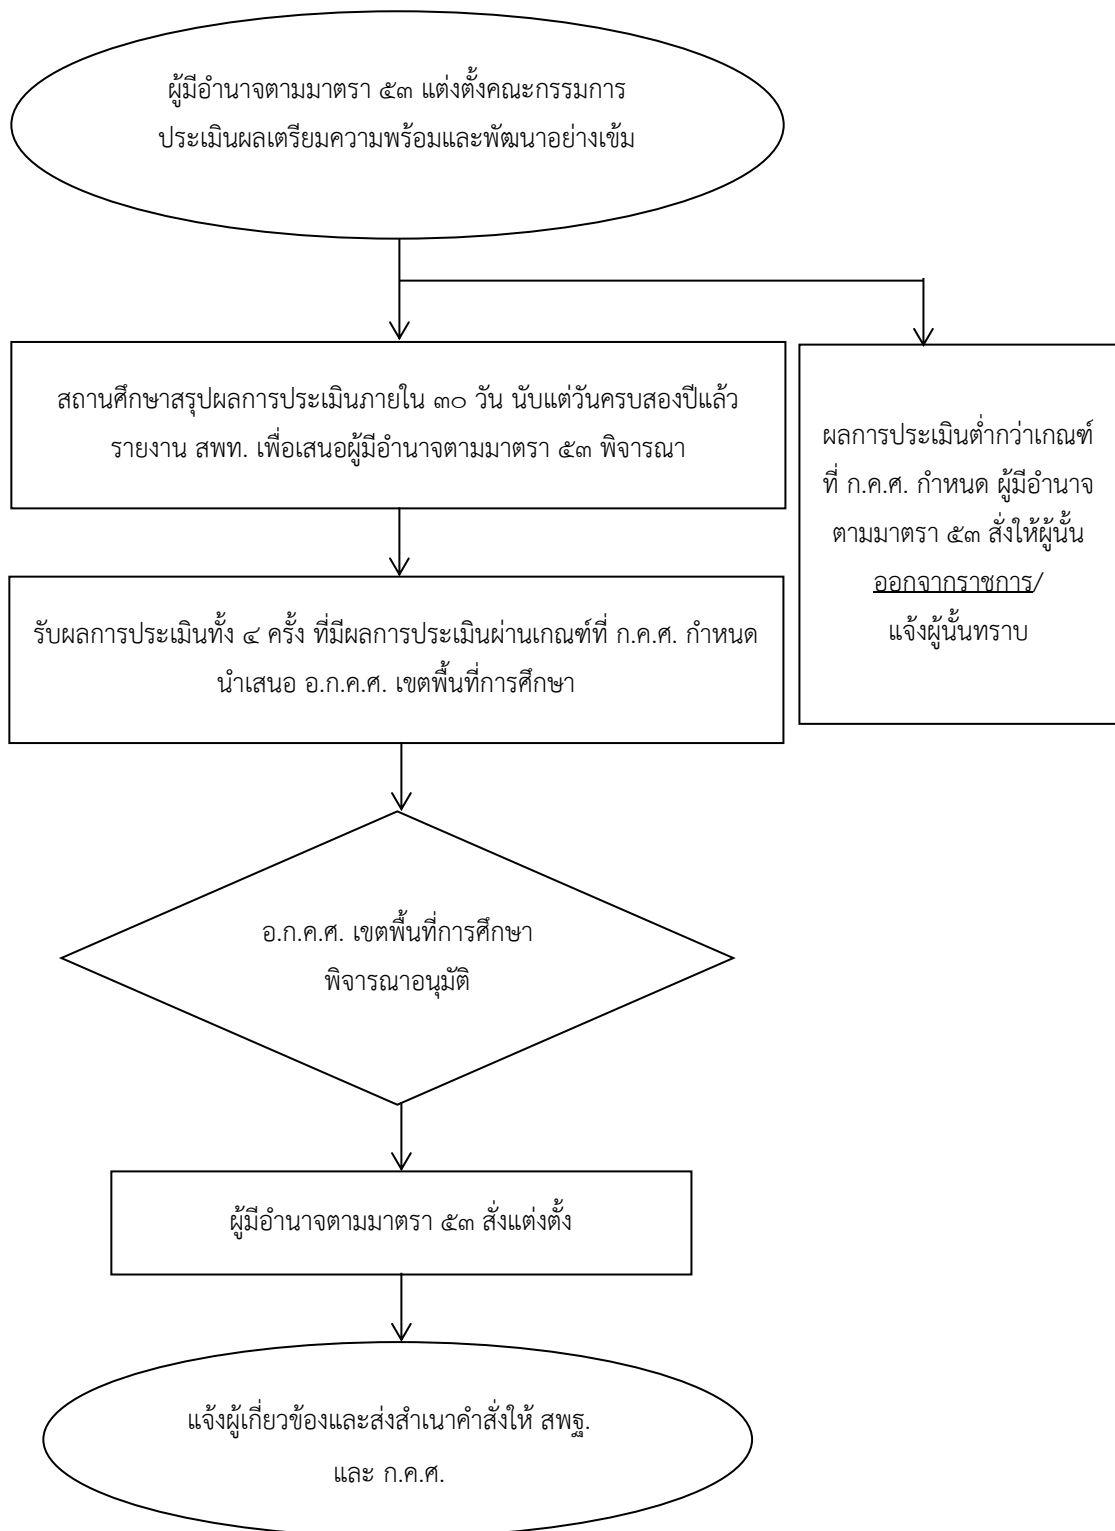 ผู้มีอำนาจตามมาตรา ๕๓ แต่งตั้งคณะกรรมการ
ประเมินผลเตรียมความพร้อมและพัฒนาอย่างเข้ม
สถานศึกษาสรุปผลการประเมินภายใน ๓๐ วัน นับแต่วันครบสองปีแล้ว
รายงาน สพท. เพื่อเสนอผู้มีอำนาจตามมาตรา ๕๓ พิจารณา
ผลการประเมินต่ำกว่าเกณฑ์
ที่ ก.ค.ศ. กำหนด ผู้มีอำนาจ
ตามมาตรา ๕๓ สั่งให้ผู้นั้น
ออกจากราชการ/
แจ้งผู้นั้นทราบ
รับผลการประเมินทั้ง ๔ ครั้ง ที่มีผลการประเมินผ่านเกณฑ์ที่ ก.ค.ศ. กำหนด
นำเสนอ อ.ก.ค.ศ. เขตพื้นที่การศึกษา
อ.ก.ค.ศ. เขตพื้นที่การศึกษา
พิจารณาอนุมัติ
ผู้มีอำนาจตามมาตรา ๕๓ สั่งแต่งตั้ง
แจ้งผู้เกี่ยวข้องและส่งสำเนาคำสั่งให้ สพฐ.
และ ก.ค.ศ.